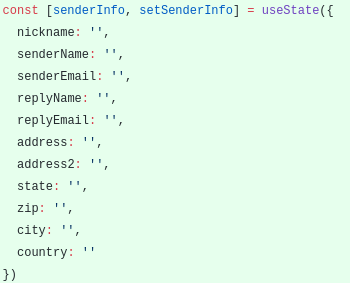 const [senderInfo, setSenderInfo] = useState({
  nickname: '',
  senderName: '',
  senderEmail: '',
  replyName: '',
  replyEmail: '',
  address: '',
  address2: '',
  state: '',
  zip: '',
  city: '',
  country: ''
})